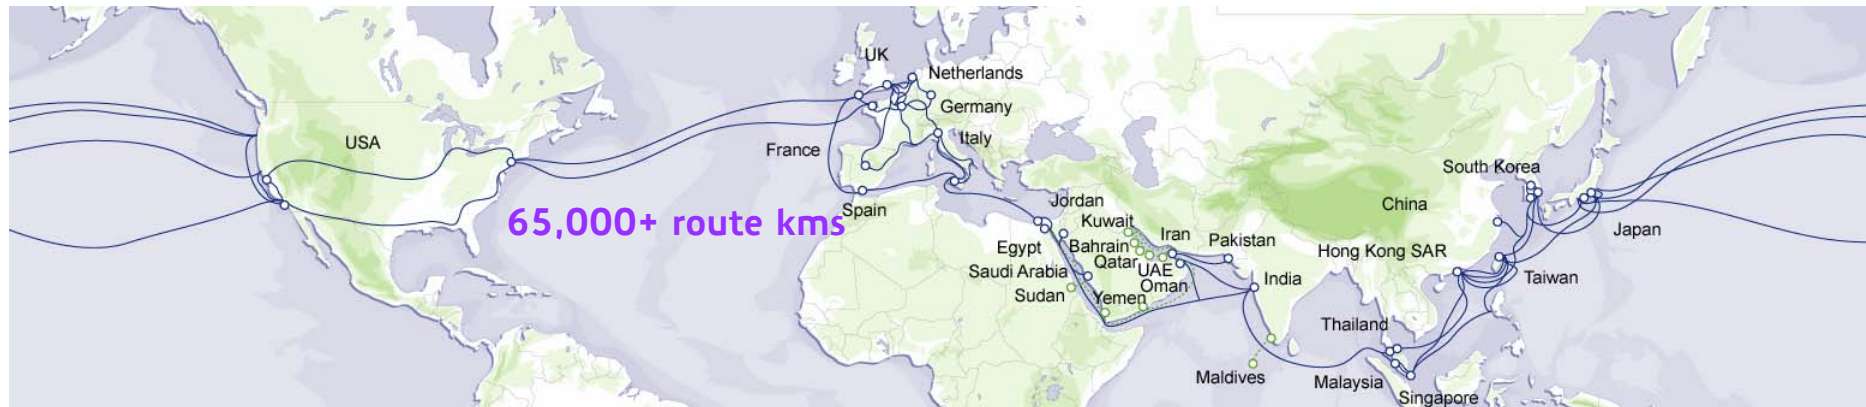 UK
Netherlands
Germany
USA
Italy
France
South Korea
Spain
65,000+ route kms
Jordan
China
Kuwait
Iran
Pakistan
Japan
Egypt
Bahrain
Hong Kong SAR
Qatar
UAE
Saudi Arabia
India
Taiwan
Oman
Sudan
Yemen
Thailand
Maldives
Malaysia
Singapore